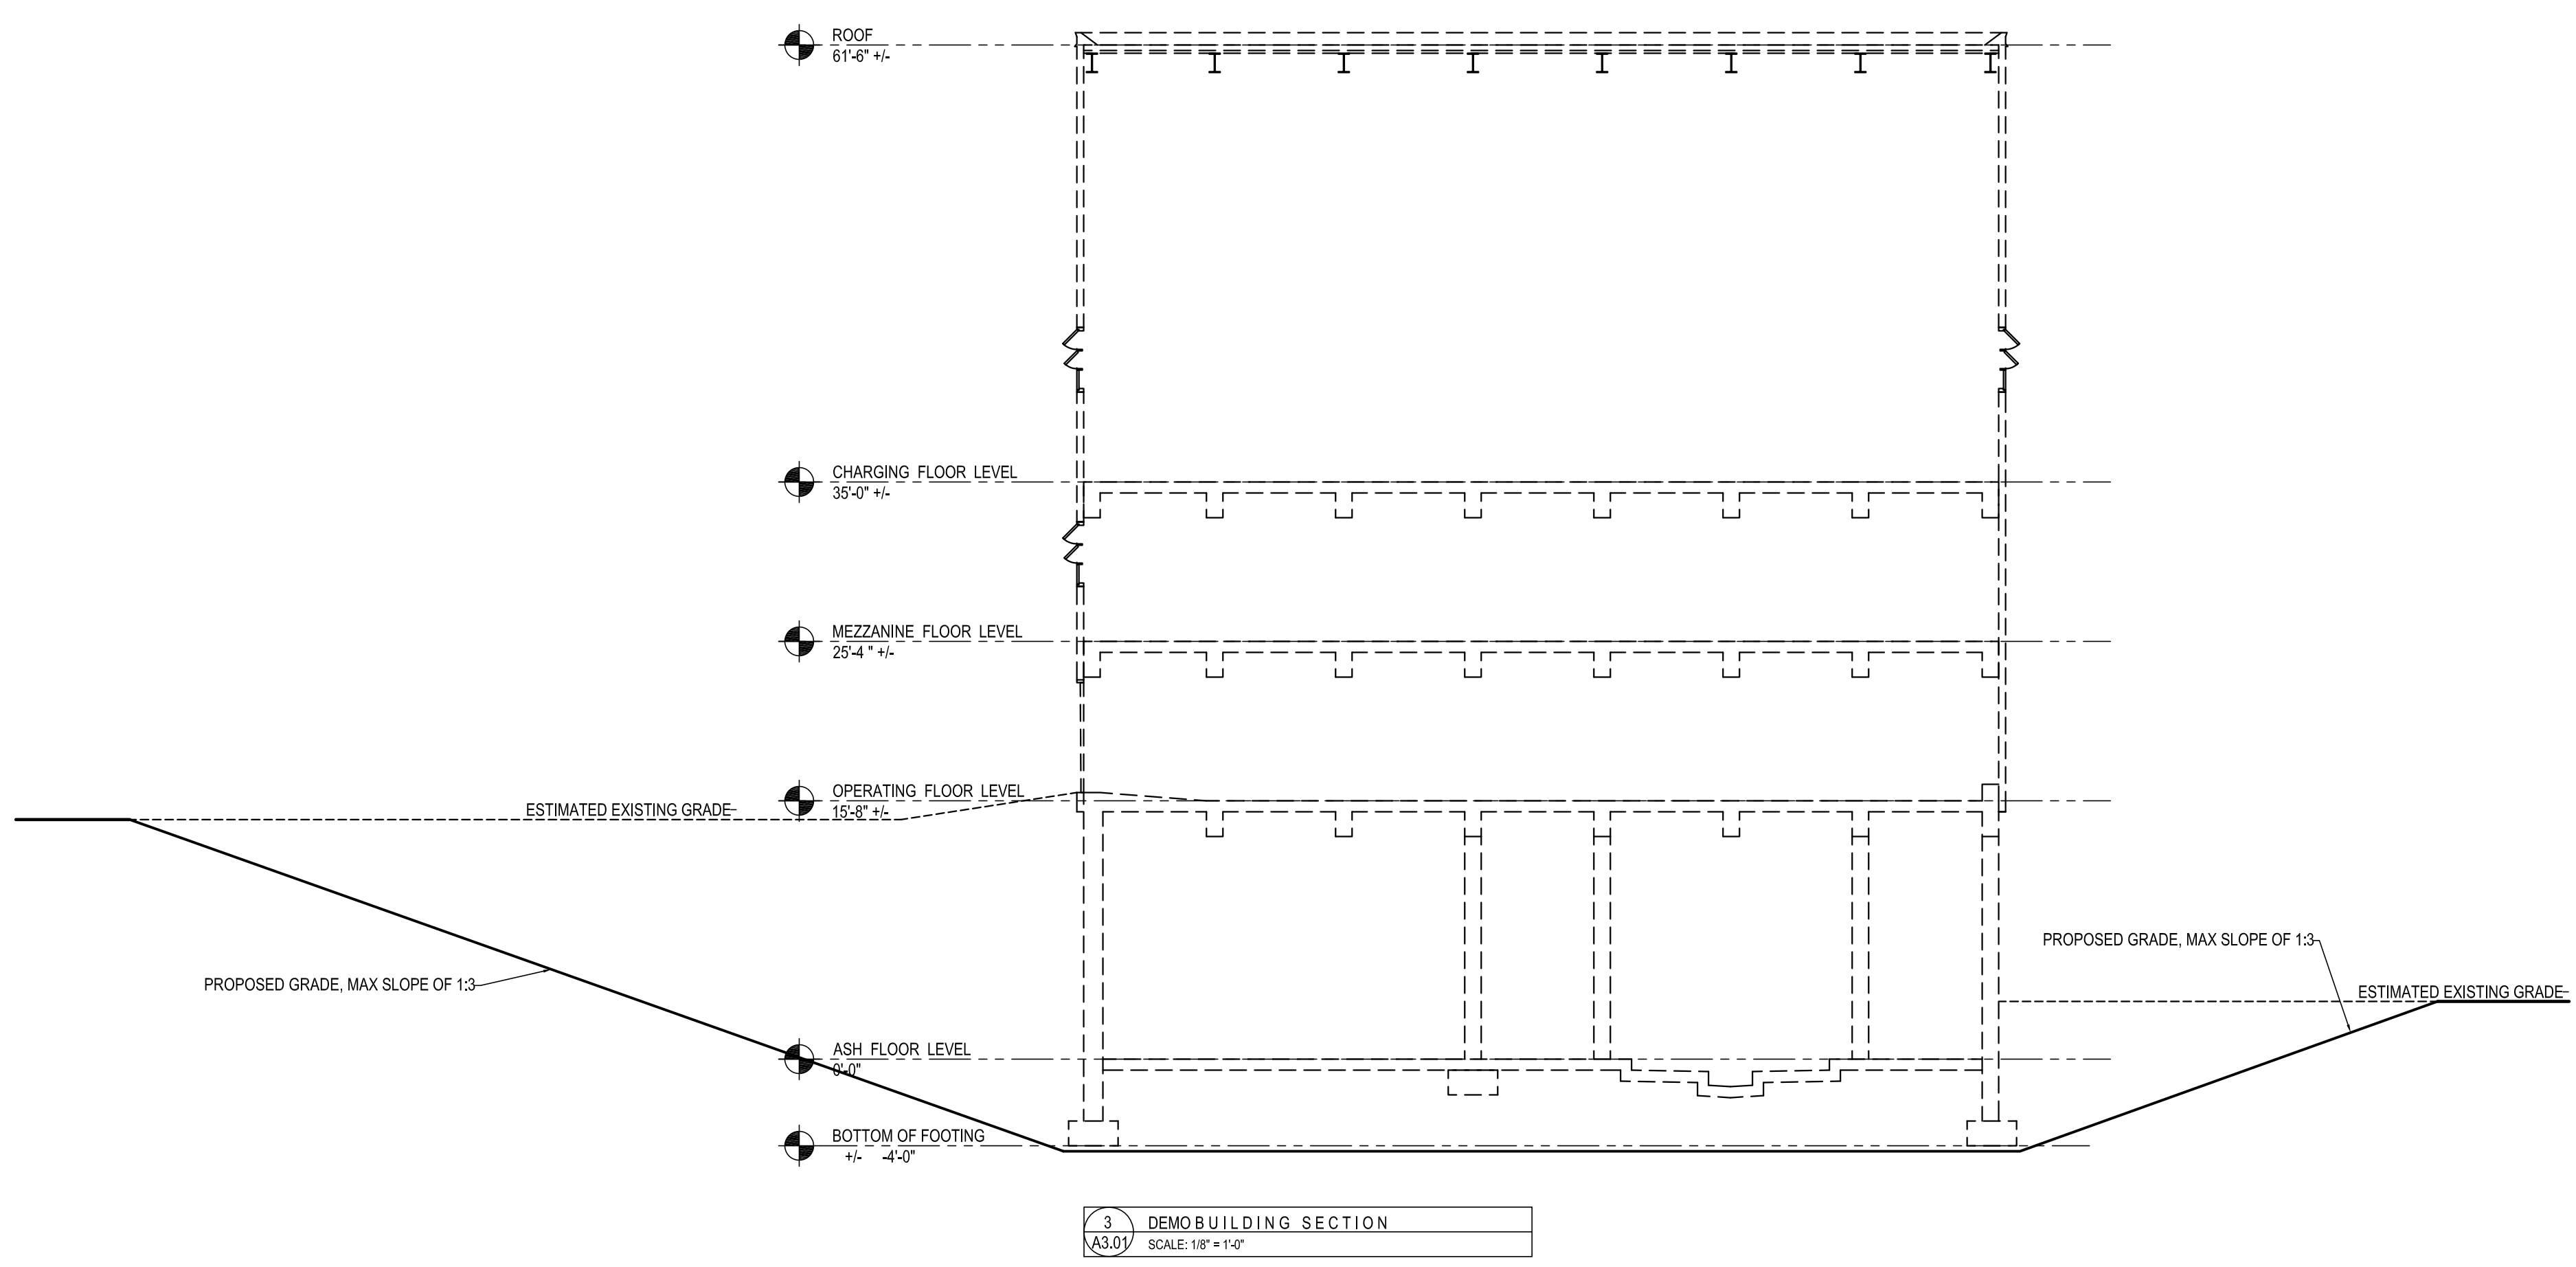 ROOF
61'-6" +/-
CHARGING FLOOR LEVEL
35'-0" +/-
MEZZANINE FLOOR LEVEL
25'-4 " +/-
OPERATING FLOOR LEVEL
15'-8" +/-
ESTIMATED EXISTING GRADE
PROPOSED GRADE, MAX SLOPE OF 1:3
PROPOSED GRADE, MAX SLOPE OF 1:3
ESTIMATED EXISTING GRADE
ASH FLOOR LEVEL
0'-0"
BOTTOM OF FOOTING
+/- -4'-0"
3
DEMO BUILDING SECTION
A3.01
SCALE: 1/8" = 1'-0"